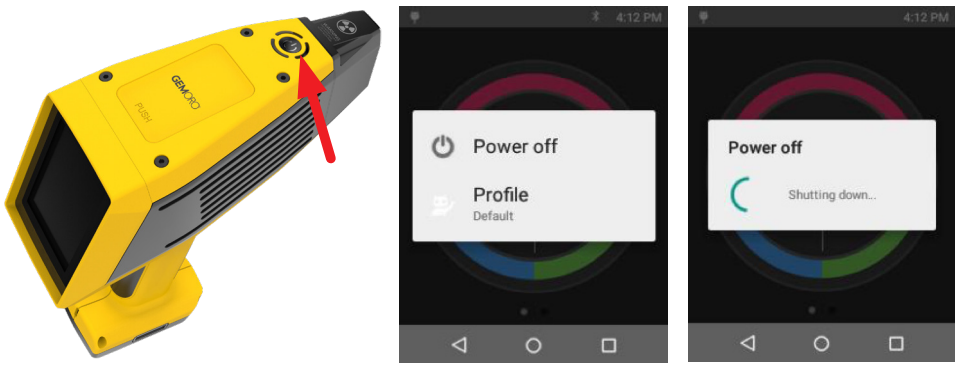 GEMORO
PUSH
4:12 PM
Power off
Profile
Default
4:12 PM
Power off
Shutting down...